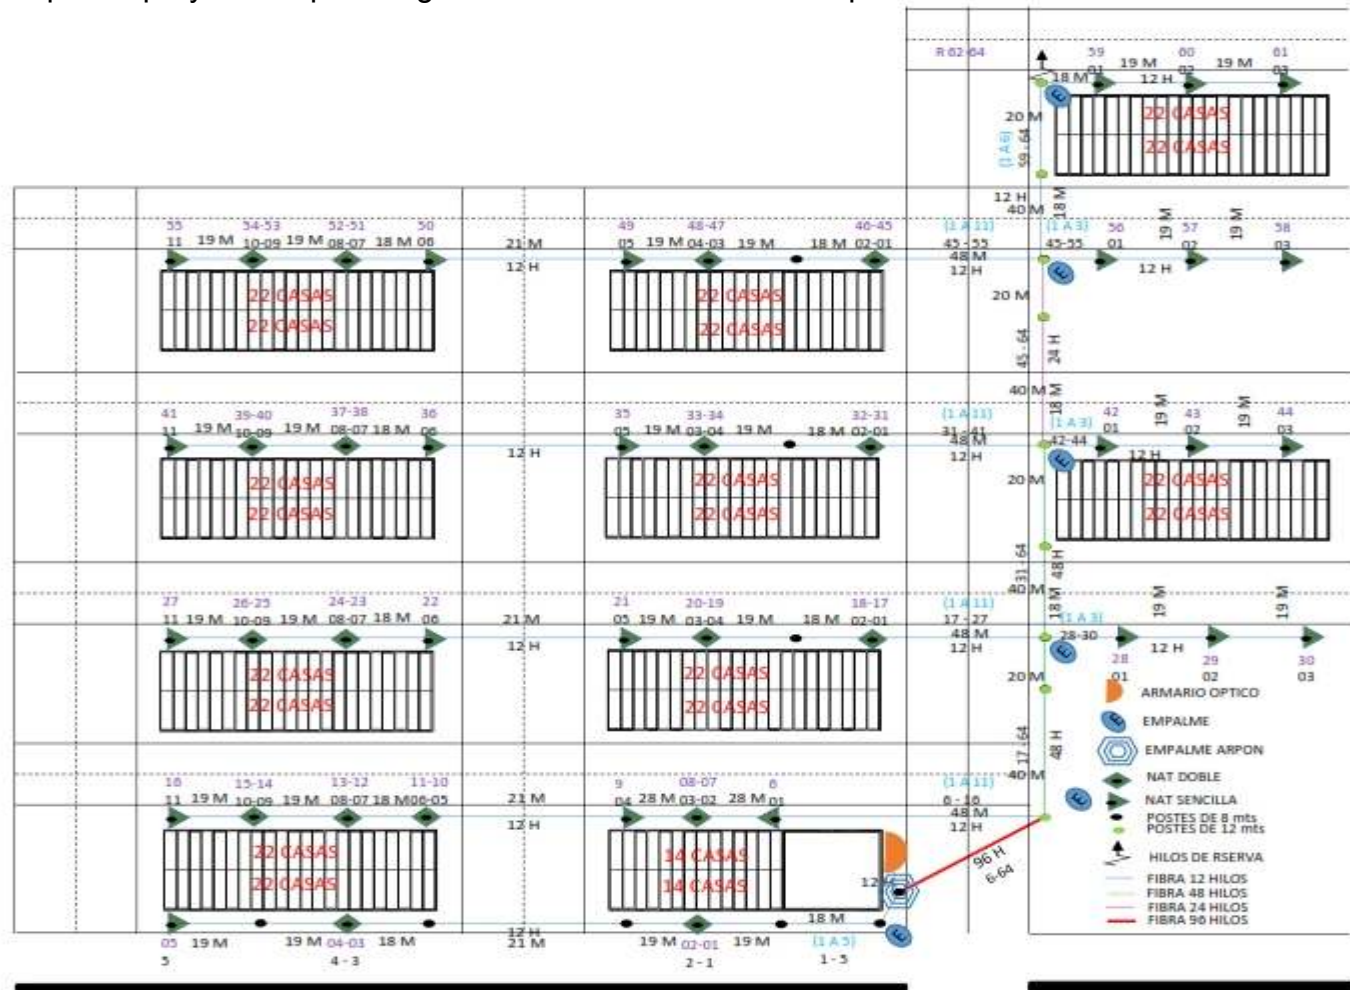 R 62-64
59 60 61
01 19 M 02 19 M 03
18 M 12 H
20 M
22 CASAS
22 CASAS
(1 A 6)
59 - 64
12 H
40 M
18 M
19 M 19 M
55 54-53 52-51 50 49 48-47 46-45 (1 A 11) (1 A 3) 56 57 58
11 19 M 10-09 19 M 08-07 18 M 06 21 M 05 19 M 04-03 19 M 18 M 02-01 45 - 55 45-55 01 02 03
12 H 48 M 12 H
12 H
22 CASAS 22 CASAS 20 M
22 CASAS 22 CASAS
45 - 64
24 H
40 M
18 M
19 M 19 M
41 39-40 37-38 36 35 33-34 32-31 (1 A 11) (1 A 3) 42 43 44
11 19 M 10-09 19 M 08-07 18 M 06 05 19 M 03-04 19 M 18 M 02-01 31 - 41 01 02 03
48 M 42-44
12 H 12 H 12 H
22 CASAS 22 CASAS 20 M 22 CASAS
22 CASAS 22 CASAS 22 CASAS
31 - 64
48H
40M
18 M
19 M 19 M
27 26-25 24-23 22 21 20-19 18-17 (1 A 11) (1 A 3)
11 19 M 10-09 19 M 08-07 18 M 06 21 M 05 19 M 03-04 19 M 18 M 02-01 17 - 27
48 M 28-30
12 H 12 H 12 H
28 29 30
01 02 03
22 CASAS 22 CASAS 20 M
22 CASAS 22 CASAS
17 - 64
48 H
40 M
16 15-14 13-12 11-10 9 08-07 6 (1 A 11)
11 19 M 10-09 19 M 08-07 18 M 06-05 21 M 04 28 M 03-02 28 M 01 6 - 16
48 M
12 H 12 H
22 CASAS 14 CASAS
22 CASAS 14 CASAS
96 H
6-64
18 M
12 H
05 19 M 19 M 04-03 18 M 21 M 19 M 02-01 19 M (1 A 5)
5 4 - 3 2 - 1 1 - 5
ARMARIO OPTICO
E EMPALME
EMPALME ARPON
NAT DOBLE
NAT SENCILLA
POSTES DE 8 mts
POSTES DE 12 mts
HILOS DE RSERVA
FIBRA 12 HILOS
FIBRA 48 HILOS
FIBRA 24 HILOS
FIBRA 96 HILOS